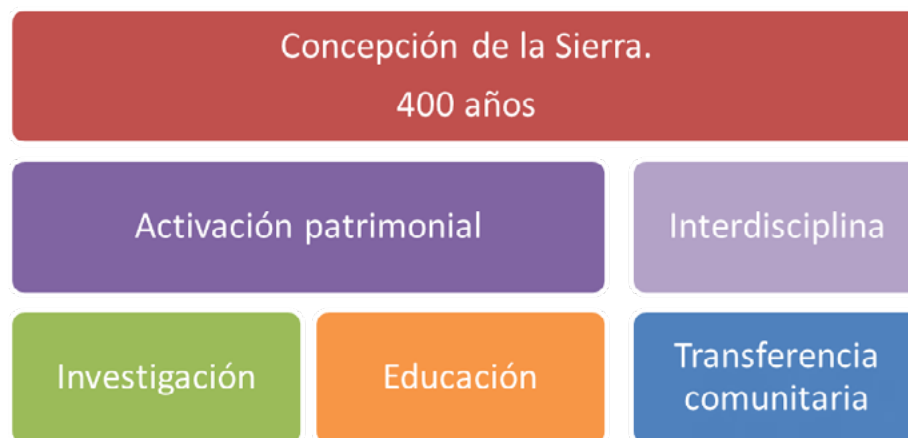 Concepción de la Sierra.
400 años
Activación patrimonial
Interdisciplina
Investigación
Educación
Transferencia
comunitaria